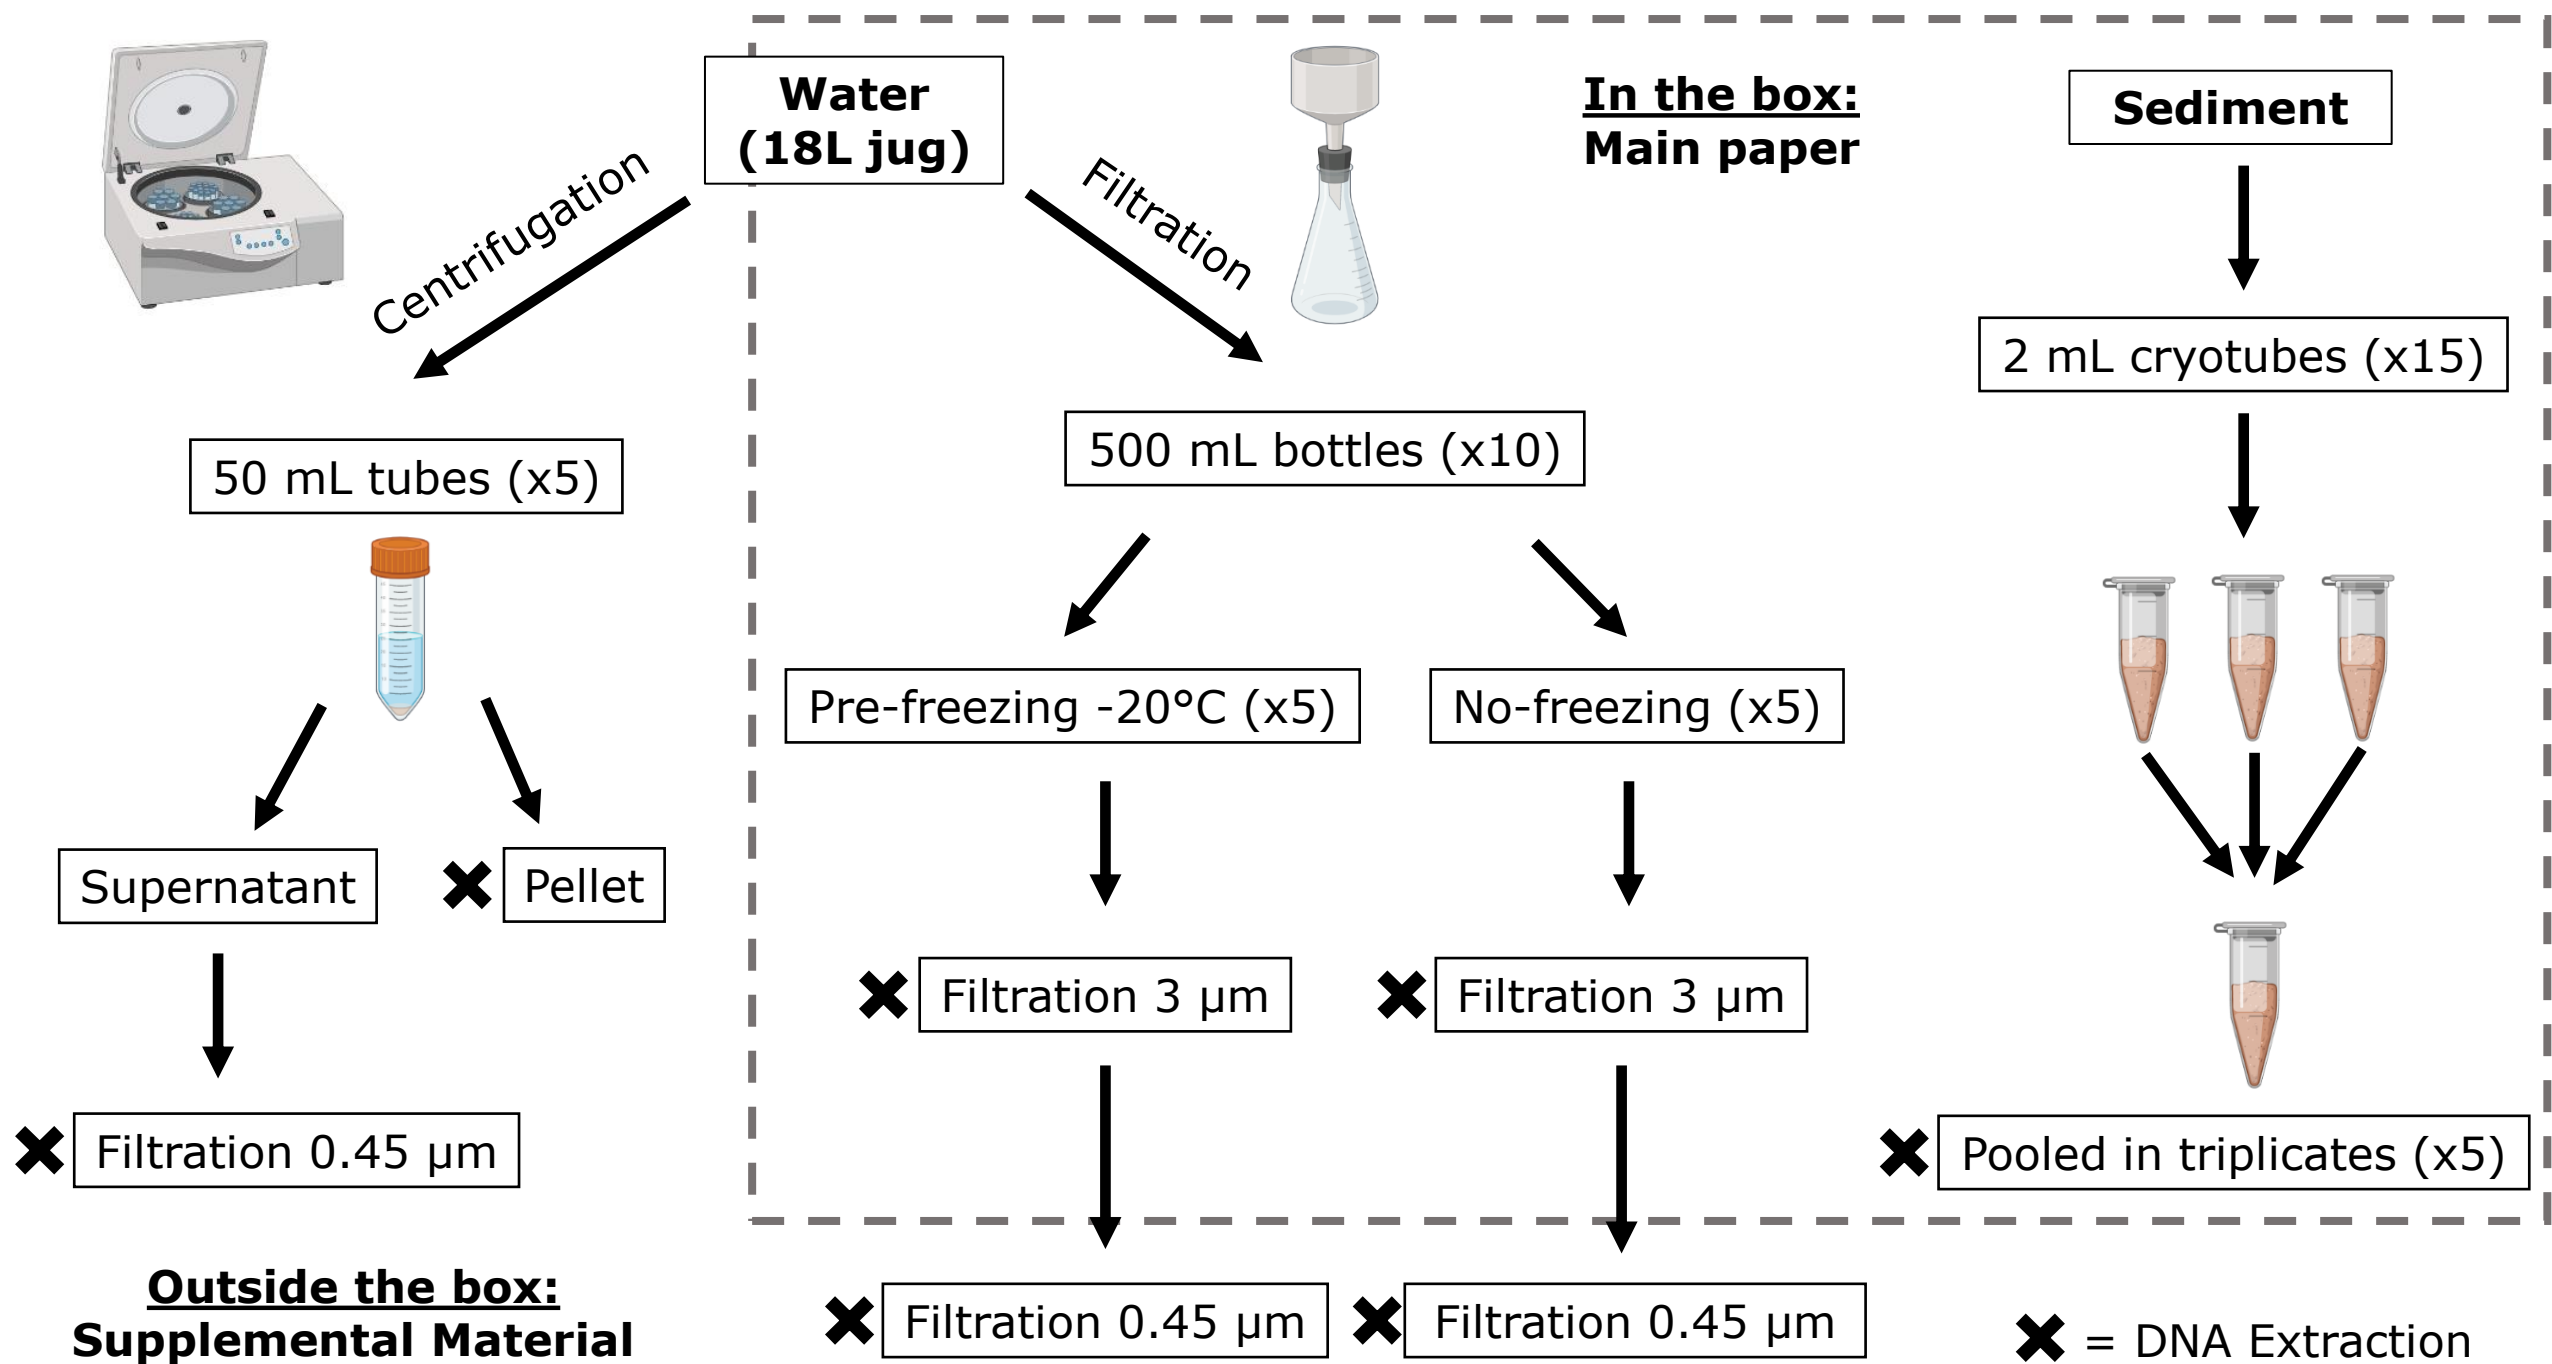 Water
(18L jug)
In the box:
Main paper
Sediment
Centrifugation
Filtration
2 mL cryotubes (x15)
50 mL tubes (x5)
500 mL bottles (x10)
Pre-freezing -20°C (x5)
No-freezing (x5)
Supernatant
Pellet
Filtration 3 µm
Filtration 3 µm
Filtration 0.45 µm
Pooled in triplicates (x5)
Outside the box:
Supplemental Material
Filtration 0.45 µm
Filtration 0.45 µm
= DNA Extraction